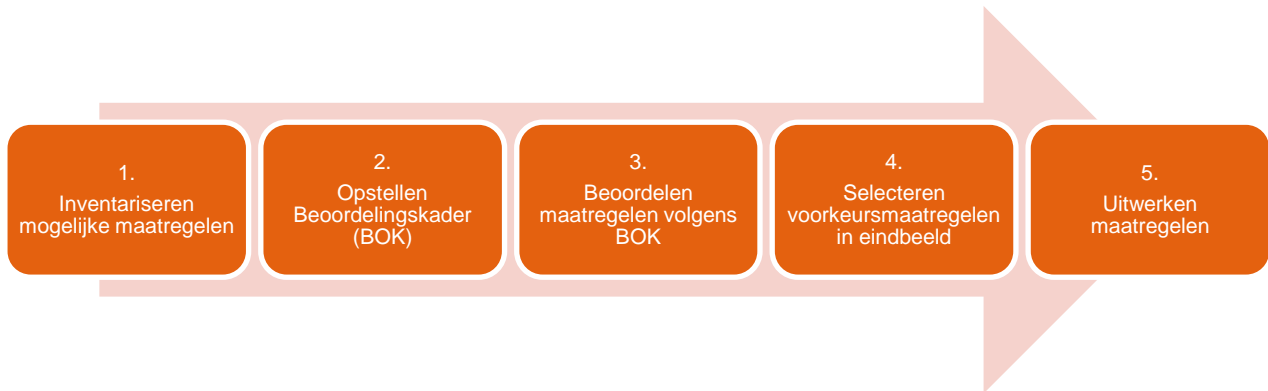 1.
Inventariseren
mogelijke maatregelen
2.
Opstellen
Beoordelingskader
(BOK)
3.
Beoordelen
maatregelen volgens
BOK
4.
Selecteren
voorkeursmaatregelen
in eindbeeld
5.
Uitwerken
maatregelen